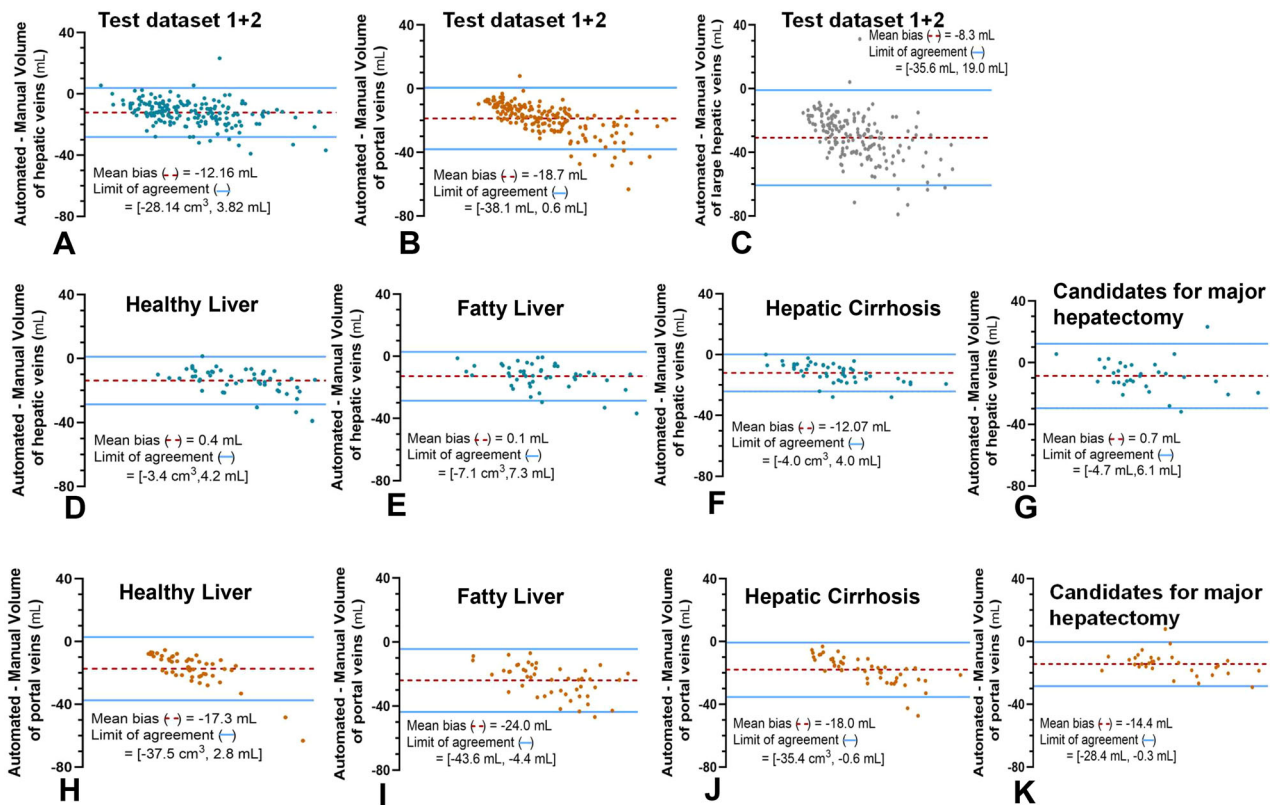 Test dataset 1+2
Automated - Manual Volume
of hepatic veins (mL)
40
0
-40
-80
Mean bias (--) = -12.16 mL
Limit of agreement (—)
= [-28.14 cm³, 3.82 mL]
A
Test dataset 1+2
Automated - Manual Volume
of portal veins (mL)
40
0
-40
-80
Mean bias (--) = -18.7 mL
Limit of agreement (—)
= [-38.1 mL, 0.6 mL]
B
Test dataset 1+2
Automated - Manual Volume
of large hepatic veins (mL)
40
0
-40
-80
Mean bias (--) = -8.3 mL
Limit of agreement (—)
= [-35.6 mL, 19.0 mL]
C
Healthy Liver
Automated - Manual Volume
of hepatic veins (mL)
40
0
-40
-80
Mean bias (--) = 0.4 mL
Limit of agreement (—)
= [-3.4 cm³,4.2 mL]
D
Fatty Liver
Automated - Manual Volume
of hepatic veins (mL)
40
0
-40
-80
Mean bias (--) = 0.1 mL
Limit of agreement (—)
= [-7.1 cm³,7.3 mL]
E
Hepatic Cirrhosis
Automated - Manual Volume
of hepatic veins (mL)
40
0
-40
-80
Mean bias (--) = -12.07 mL
Limit of agreement (—)
= [-4.0 cm³, 4.0 mL]
F
Candidates for major
hepatectomy
Automated - Manual Volume
of hepatic veins (mL)
40
0
-40
-80
Mean bias (--) = 0.7 mL
Limit of agreement (—)
= [-4.7 mL,6.1 mL]
G
Healthy Liver
Automated - Manual Volume
of portal veins (mL)
40
0
-40
-80
Mean bias (--) = -17.3 mL
Limit of agreement (—)
= [-37.5 cm³, 2.8 mL]
H
Fatty Liver
Automated - Manual Volume
of portal veins (mL)
40
0
-40
-80
Mean bias (--) = -24.0 mL
Limit of agreement (—)
= [-43.6 mL, -4.4 mL]
I
Hepatic Cirrhosis
Automated - Manual Volume
of portal veins (mL)
40
0
-40
-80
Mean bias (--) = -18.0 mL
Limit of agreement (—)
= [-35.4 cm³, -0.6 mL]
J
Candidates for major
hepatectomy
Automated - Manual Volume
of portal veins (mL)
40
0
-40
-80
Mean bias (--) = -14.4 mL
Limit of agreement (—)
= [-28.4 mL, -0.3 mL]
K